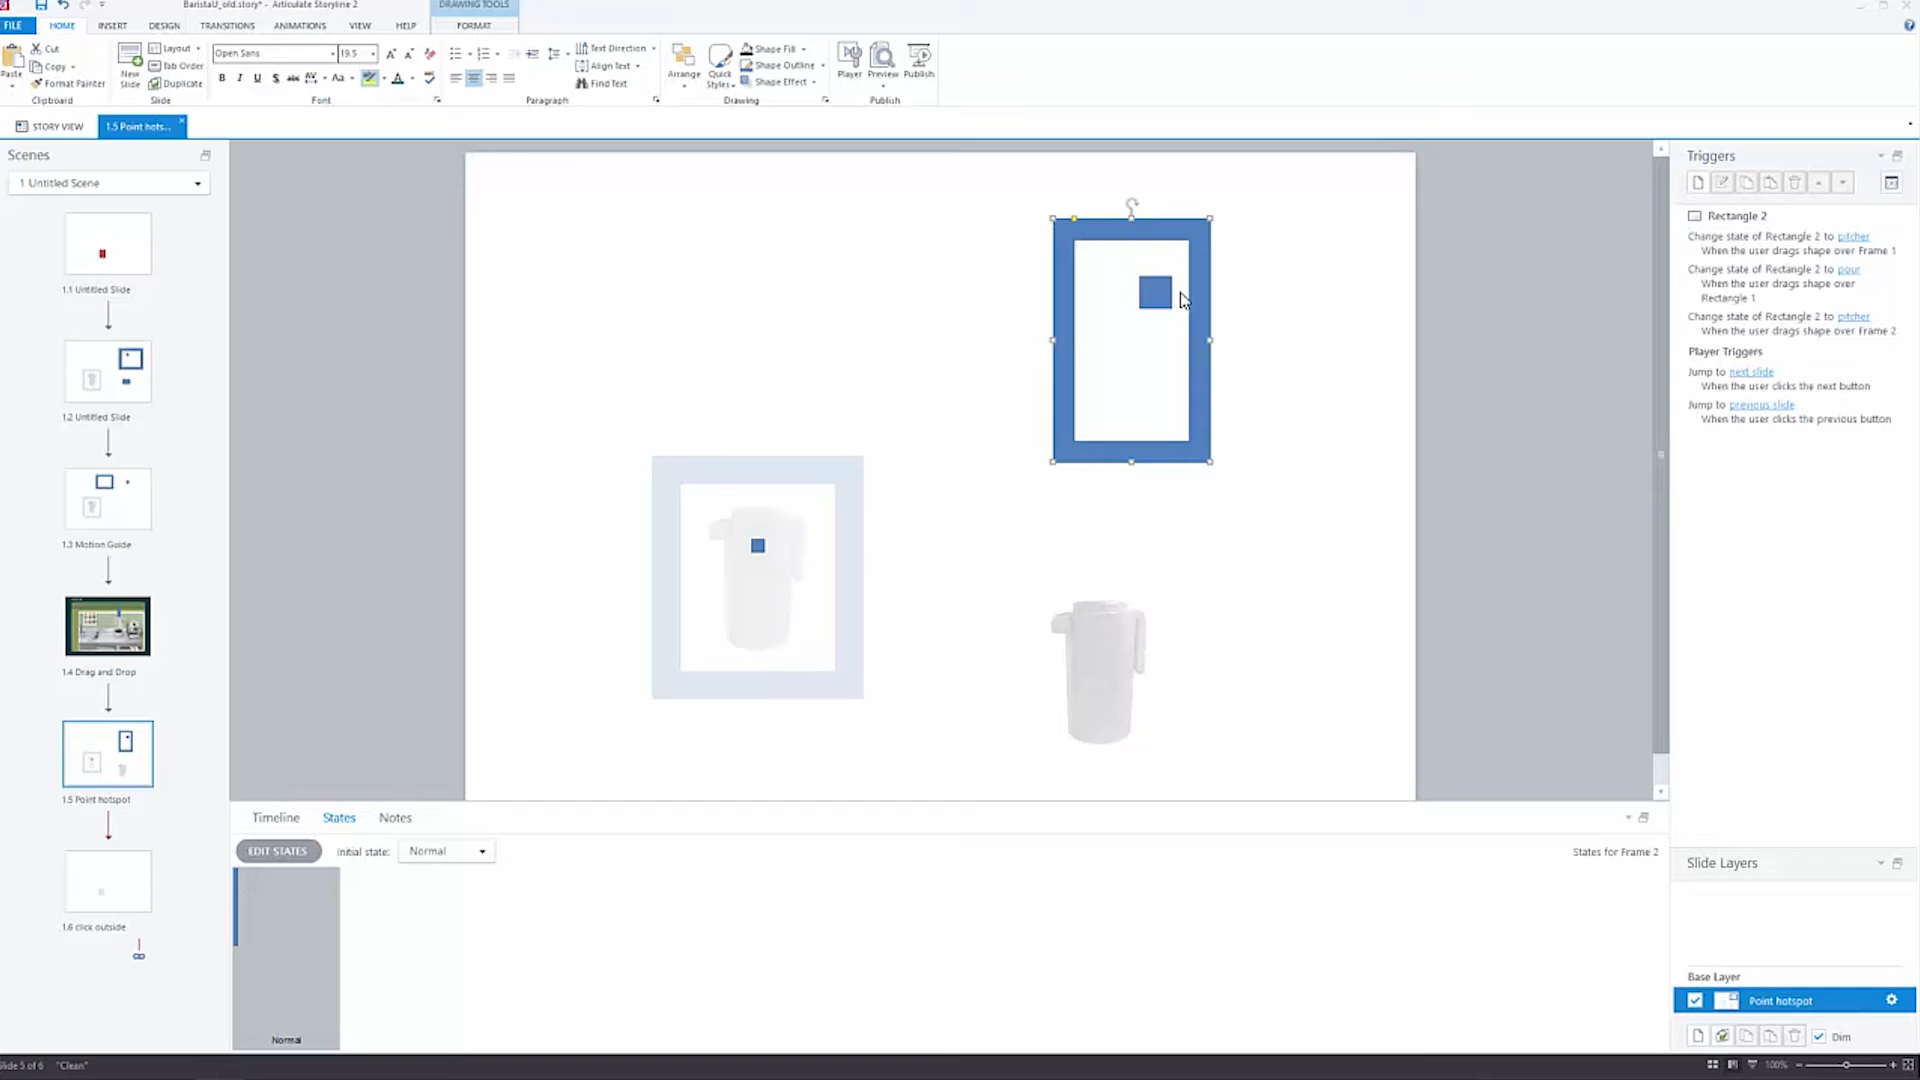 BaristaU_old.story* - Articulate Storyline 2
DRAWING TOOLS
FILE HOME INSERT DESIGN TRANSITIONS ANIMATIONS VIEW HELP FORMAT
Paste
Cut
Copy
Format Painter
Clipboard
New Slide
Layout
Tab Order
Duplicate
Slide
Open Sans 19.5
B I U S abc AV Aa A
Font
Text Direction
Align Text
Find Text
Paragraph
Arrange
Quick Styles
Shape Fill
Shape Outline
Shape Effect
Drawing
Player Preview Publish
Publish
STORY VIEW 1.5 Point hots...
Scenes
1 Untitled Scene
1.1 Untitled Slide
1.2 Untitled Slide
1.3 Motion Guide
1.4 Drag and Drop
1.5 Point hotspot
1.6 click outside
Timeline States Notes
EDIT STATES Initial state: Normal States for Frame 2
Normal
Triggers
Rectangle 2
Change state of Rectangle 2 to pitcher
When the user drags shape over Frame 1
Change state of Rectangle 2 to pour
When the user drags shape over
Rectangle 1
Change state of Rectangle 2 to pitcher
When the user drags shape over Frame 2
Player Triggers
Jump to next slide
When the user clicks the next button
Jump to previous slide
When the user clicks the previous button
Slide Layers
Base Layer
Point hotspot
Dim
Slide 5 of 6 "Clean" 100%